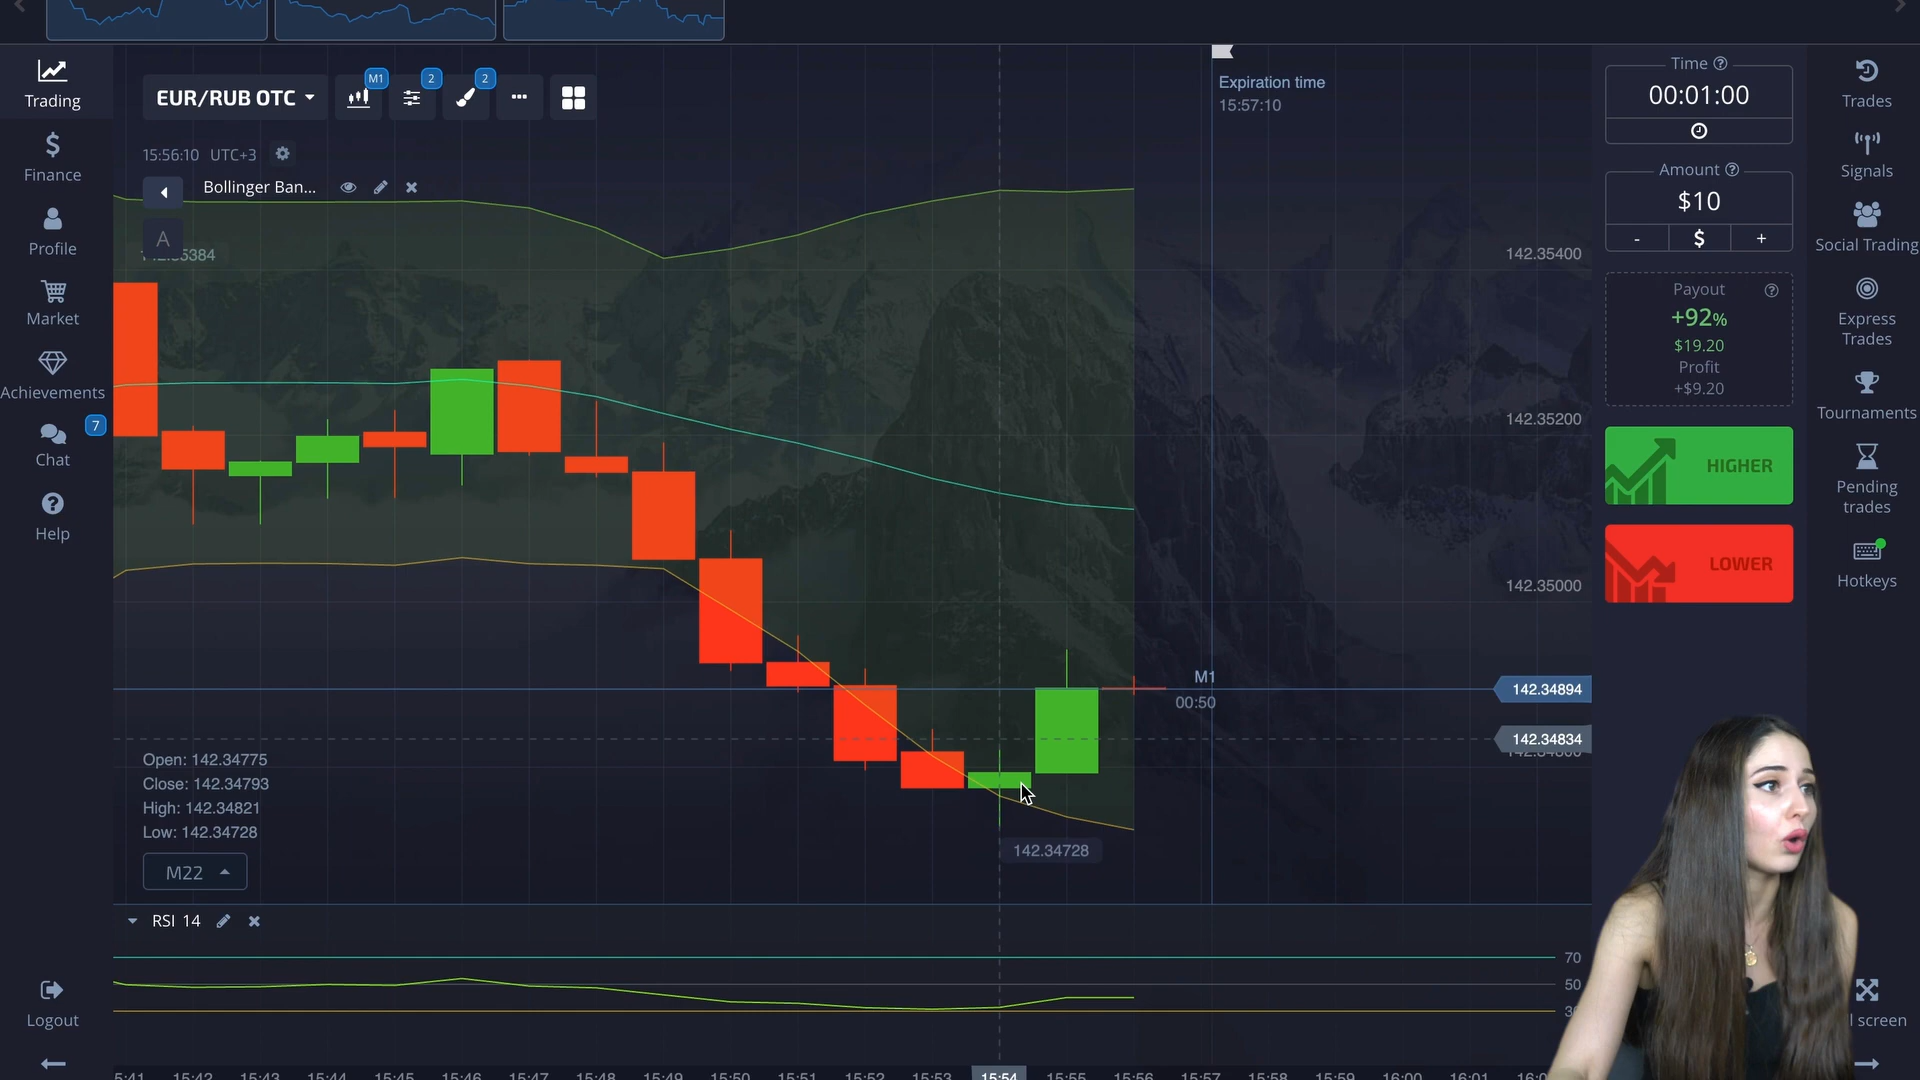 Trading
Finance
Profile
Market
Achievements
7
Chat
Help
Logout
EUR/RUB OTC
M1
2
2
15:56:10 UTC+3
Bollinger Ban...
A
Expiration time
15:57:10
142.35400
142.35200
142.35000
M1
00:50
142.34894
142.34834
Open: 142.34775
Close: 142.34793
High: 142.34821
Low: 142.34728
M22
142.34728
RSI 14
70
50
15:42
15:43
15:44
15:45
15:46
15:47
15:48
15:49
15:50
15:51
15:52
15:53
15:54
15:55
15:56
15:57
15:58
15:59
16:00
16:01
Time
00:01:00
Amount
$10
-
$
+
Payout
+92%
$19.20
Profit
+$9.20
HIGHER
LOWER
Trades
Signals
Social Trading
Express
Trades
Tournaments
Pending
trades
Hotkeys
screen